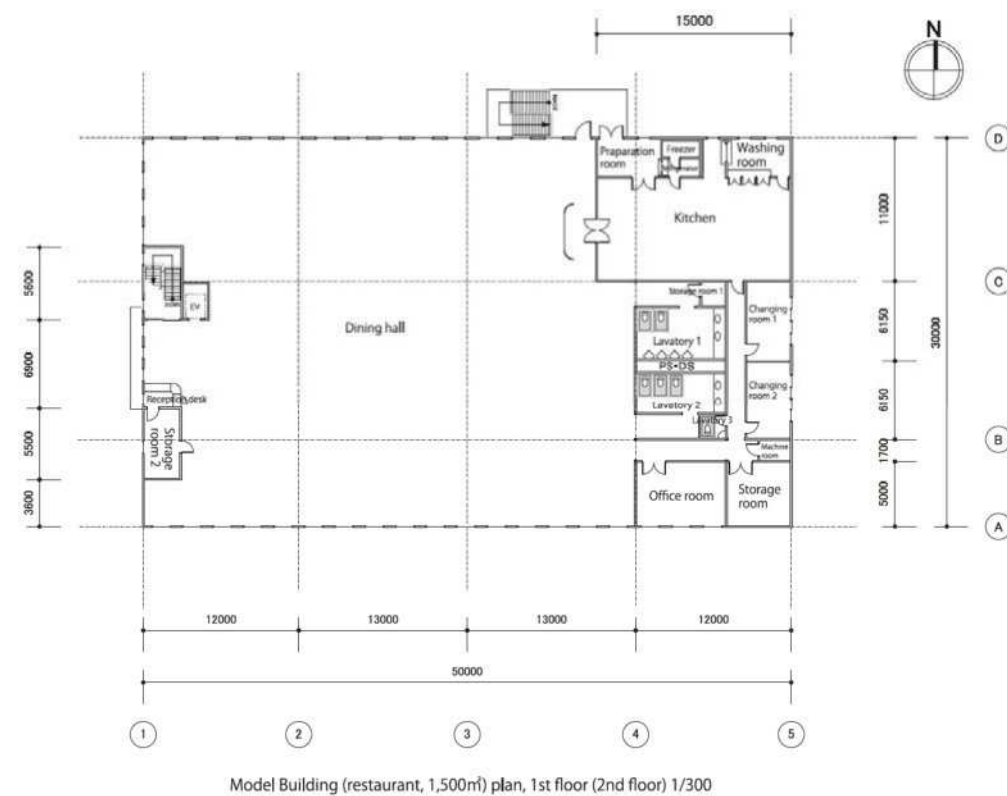 15000
N
D
Praparation
room
Freezer
Washing
room
11000
Kitchen
5600
C
Storage room 1
EV
Changing
room 1
6150
30000
Dining hall
Lavatory 1
6900
PS・DS
Changing
room 2
6150
Reception desk
Lavatory 2
Lavatory 3
Storage
room 2
5500
B
Machine
room
1700
Office room
Storage
room
5000
3600
A
12000
13000
13000
12000
50000
1
2
3
4
5
Model Building (restaurant, 1,500㎡) plan, 1st floor (2nd floor) 1/300